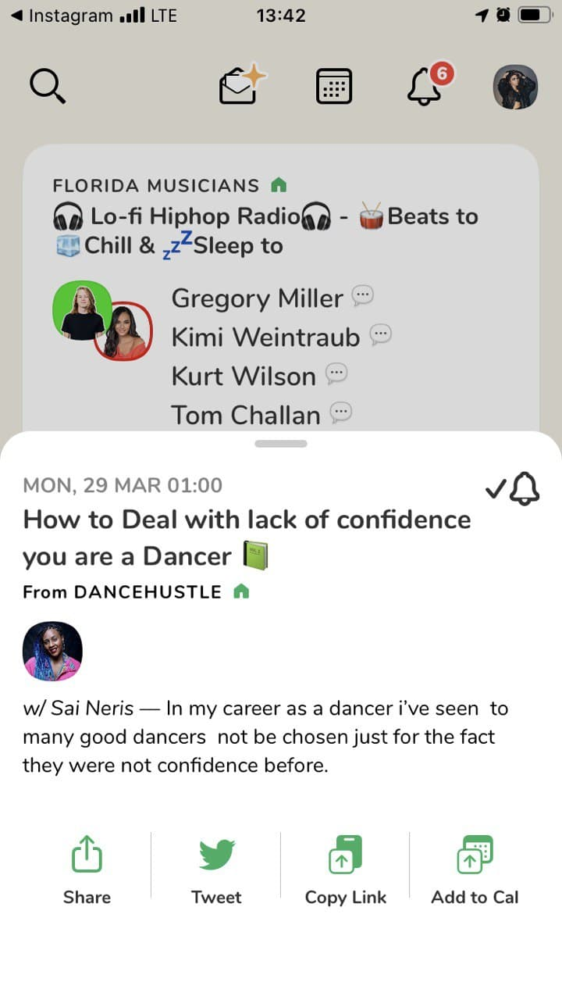 ◀ Instagram LTE 13:42
6
FLORIDA MUSICIANS
🎧 Lo-fi Hiphop Radio🎧 - 🥁Beats to
🧊Chill & 💤Sleep to
Gregory Miller
Kimi Weintraub
Kurt Wilson
Tom Challan
MON, 29 MAR 01:00
How to Deal with lack of confidence
you are a Dancer 📗
From DANCEHUSTLE
w/ Sai Neris — In my career as a dancer i’ve seen  to
many good dancers  not be chosen just for the fact
they were not confidence before.
Share Tweet Copy Link Add to Cal